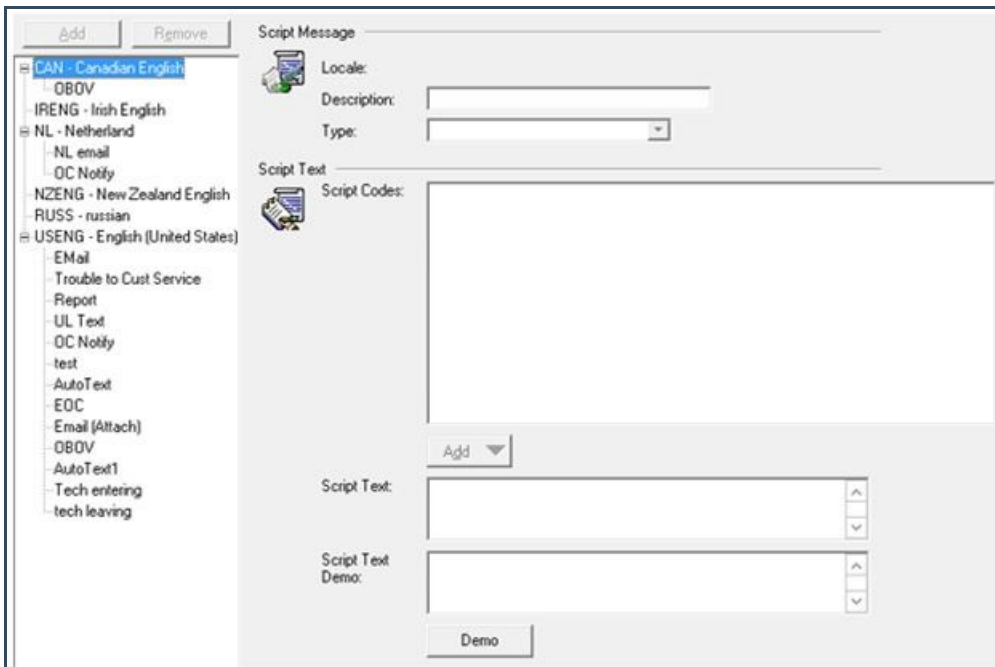 Add Remove
CAN - Canadian English
OBOV
IRENG - Irish English
NL - Netherland
NL email
OC Notify
NZENG - New Zealand English
RUSS - russian
USENG - English (United States)
EMail
Trouble to Cust Service
Report
UL Text
OC Notify
test
AutoText
EOC
Email (Attach)
OBOV
AutoText1
Tech entering
tech leaving
Script Message
Locale:
Description:
Type:
Script Text
Script Codes:
Add
Script Text:
Script Text
Demo:
Demo